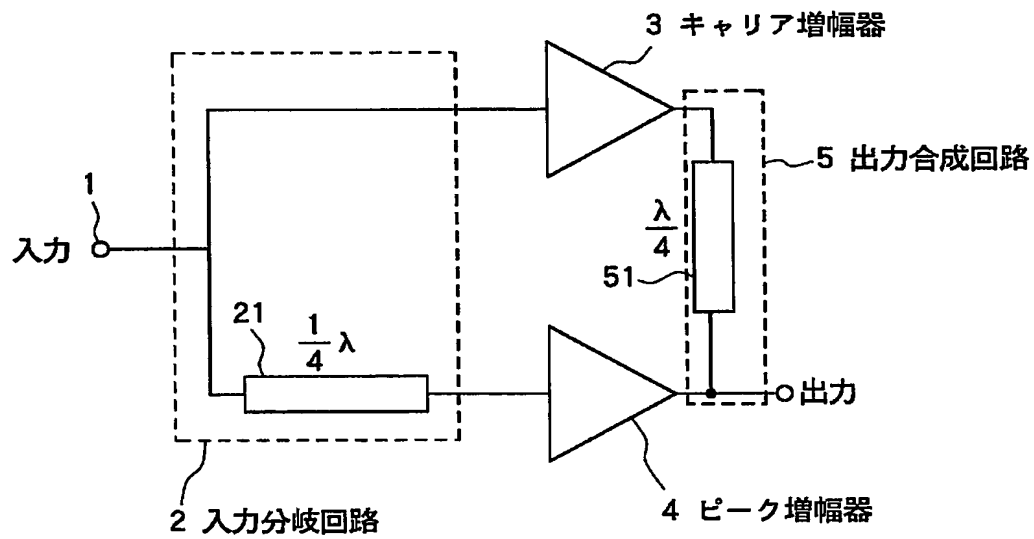 3 キャリア増幅器
5 出力合成回路
1
入力
λ/4
51
21
1/4 λ
出力
4 ピーク増幅器
2 入力分岐回路